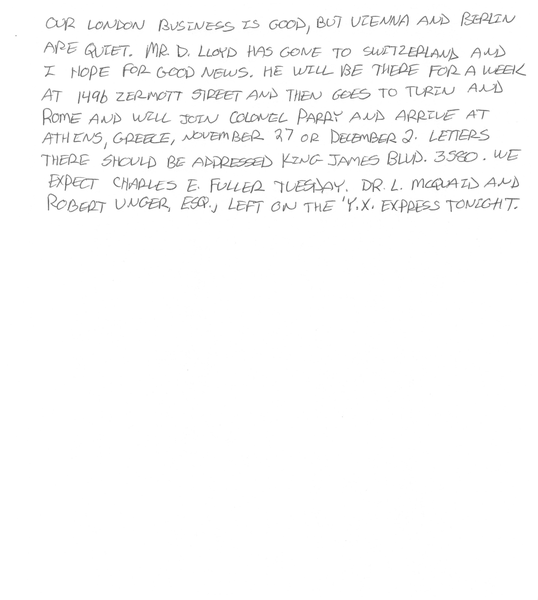 OUR LONDON BUSINESS IS GOOD, BUT VIENNA AND BERLIN
ARE QUIET. MR. D. LLOYD HAS GONE TO SWITZERLAND AND
I HOPE FOR GOOD NEWS. HE WILL BE THERE FOR A WEEK
AT 1496 ZERMOTT STREET AND THEN GOES TO TURIN AND
ROME AND WILL JOIN COLONEL PARRY AND ARRIVE AT
ATHENS, GREECE, NOVEMBER 27 OR DECEMBER 2. LETTERS
THERE SHOULD BE ADDRESSED KING JAMES BLVD. 3580. WE
EXPECT CHARLES E. FULLER TUESDAY. DR. L. MCQUAID AND
ROBERT UNGER, ESQ., LEFT ON THE 'Y.X. EXPRESS TONIGHT.